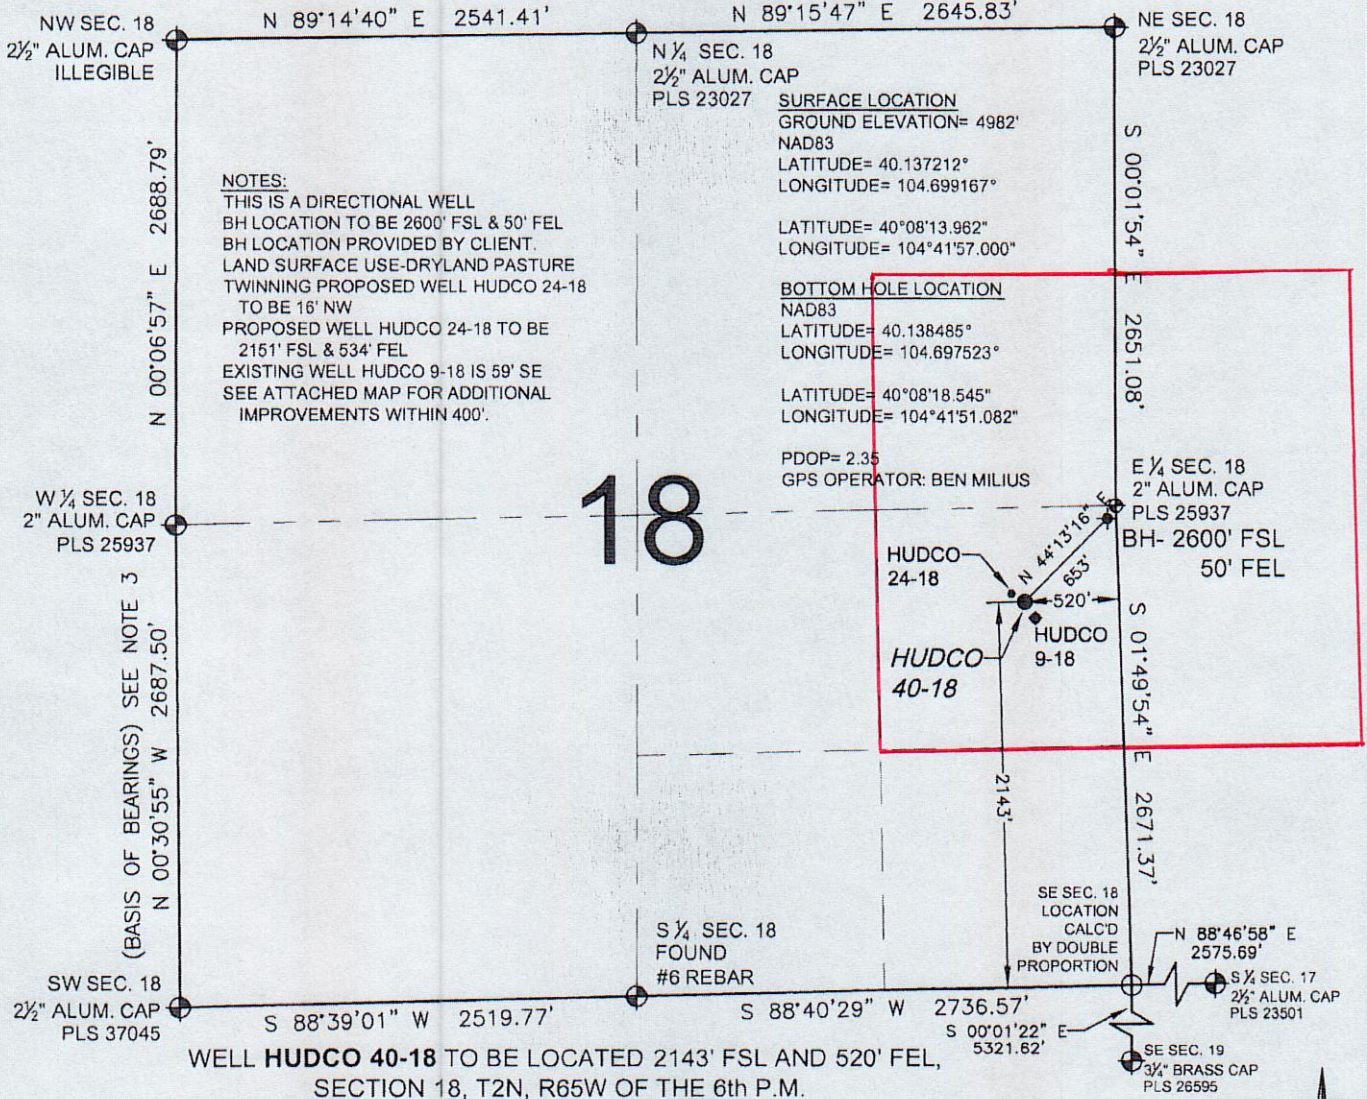 N 89°14'40" E 2541.41'
N 89°15'47" E 2645.83'
NW SEC. 18
2½" ALUM. CAP
ILLEGIBLE
N ¼ SEC. 18
2½" ALUM. CAP
PLS 23027
NE SEC. 18
2½" ALUM. CAP
PLS 23027
SURFACE LOCATION
GROUND ELEVATION= 4982'
NAD83
LATITUDE= 40.137212°
LONGITUDE= 104.699167°
LATITUDE= 40°08'13.962"
LONGITUDE= 104°41'57.000"
BOTTOM HOLE LOCATION
NAD83
LATITUDE= 40.138485°
LONGITUDE= 104.697523°
LATITUDE= 40°08'18.545"
LONGITUDE= 104°41'51.082"
PDOP= 2.35
GPS OPERATOR: BEN MILIUS
NOTES:
THIS IS A DIRECTIONAL WELL
BH LOCATION TO BE 2600' FSL & 50' FEL
BH LOCATION PROVIDED BY CLIENT.
LAND SURFACE USE-DRYLAND PASTURE
TWINNING PROPOSED WELL HUDCO 24-18
TO BE 16' NW
PROPOSED WELL HUDCO 24-18 TO BE
2151' FSL & 534' FEL
EXISTING WELL HUDCO 9-18 IS 59' SE
SEE ATTACHED MAP FOR ADDITIONAL
IMPROVEMENTS WITHIN 400'.
N 00°06'57" E 2688.79'
S 00°01'54" E 2651.08'
W ¼ SEC. 18
2" ALUM. CAP
PLS 25937
18
E ¼ SEC. 18
2" ALUM. CAP
PLS 25937
BH- 2600' FSL
50' FEL
N 44°13'16" E
653'
HUDCO
24-18
520'
HUDCO
9-18
HUDCO
40-18
2143'
(BASIS OF BEARINGS) SEE NOTE 3
N 00°30'55" W 2687.50'
S 01°49'54" E 2671.37'
SE SEC. 18
LOCATION
CALC'D
BY DOUBLE
PROPORTION
N 88°46'58" E
2575.69'
S ¼ SEC. 17
2½" ALUM. CAP
PLS 23501
S ¼ SEC. 18
FOUND
#6 REBAR
SW SEC. 18
2½" ALUM. CAP
PLS 37045
S 88°39'01" W 2519.77'
S 88°40'29" W 2736.57'
S 00°01'22" E
5321.62'
SE SEC. 19
3¼" BRASS CAP
PLS 26595
WELL HUDCO 40-18 TO BE LOCATED 2143' FSL AND 520' FEL,
SECTION 18, T2N, R65W OF THE 6th P.M.